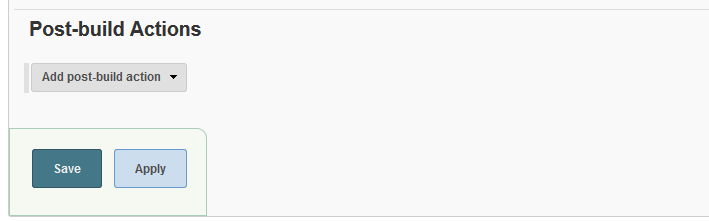 Post-build Actions
Add post-build action
Save
Apply